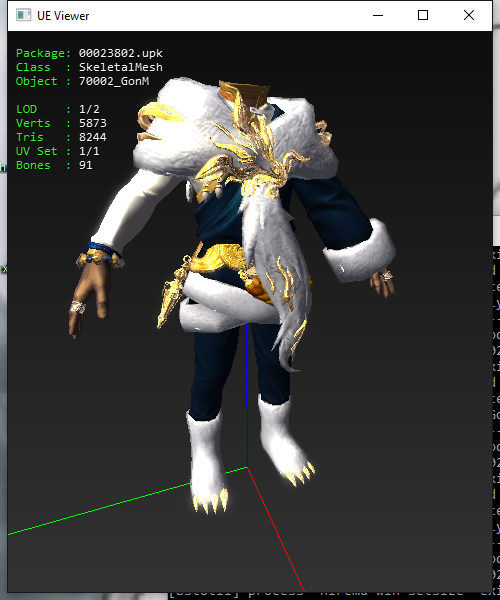 UE Viewer
Package: 00023802.upk
Class : SkeletalMesh
Object : 70002_GonM
LOD : 1/2
Verts : 5873
Tris : 8244
UV Set : 1/1
Bones : 91